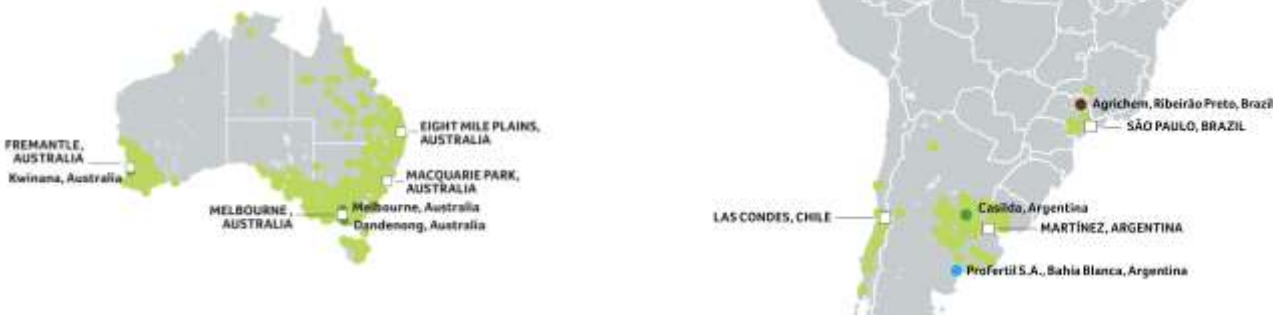 FREMANTLE,
AUSTRALIA
Kwinana, Australia
EIGHT MILE PLAINS,
AUSTRALIA
MACQUARIE PARK,
AUSTRALIA
MELBOURNE,
AUSTRALIA
Melbourne, Australia
Dandenong, Australia
Agrichem, Ribeirão Preto, Brazil
SÃO PAULO, BRAZIL
LAS CONDES, CHILE
Casilda, Argentina
MARTÍNEZ, ARGENTINA
ProFertil S.A., Bahia Blanca, Argentina